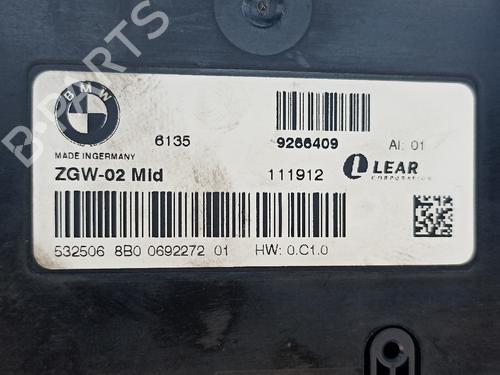 BMW
6135 9266409 AI: 01
MADE IN GERMANY
ZGW-02 Mid 111912 LEAR
CORPORATION
532506 8B0 0692272 01 HW: 0.C1.0
B-PARTS